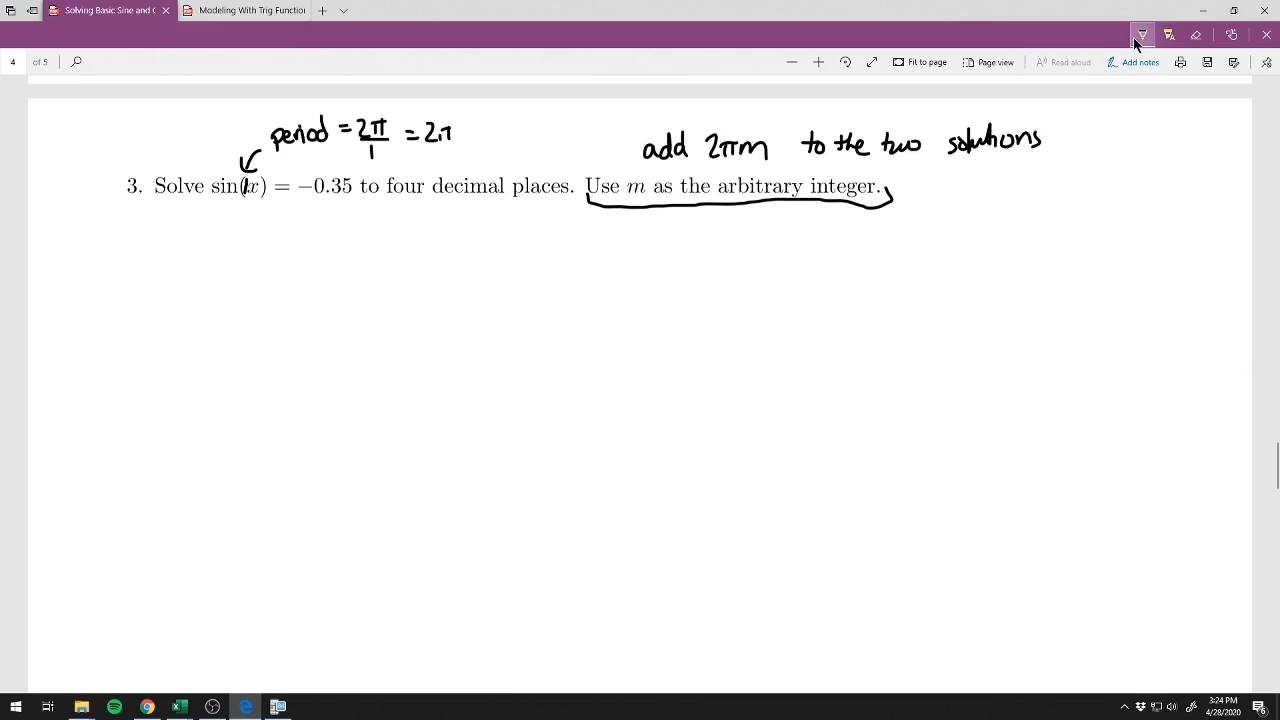 Solving Basic Sine and C
Modeling With Trig Function
4 of 5
Fit to page
Page view
Read aloud
Add notes
period = 2π/1 = 2π
add 2πm to the two solutions
3. Solve sin(1x) = −0.35 to four decimal places. Use m as the arbitrary integer.
3:24 PM
4/28/2020